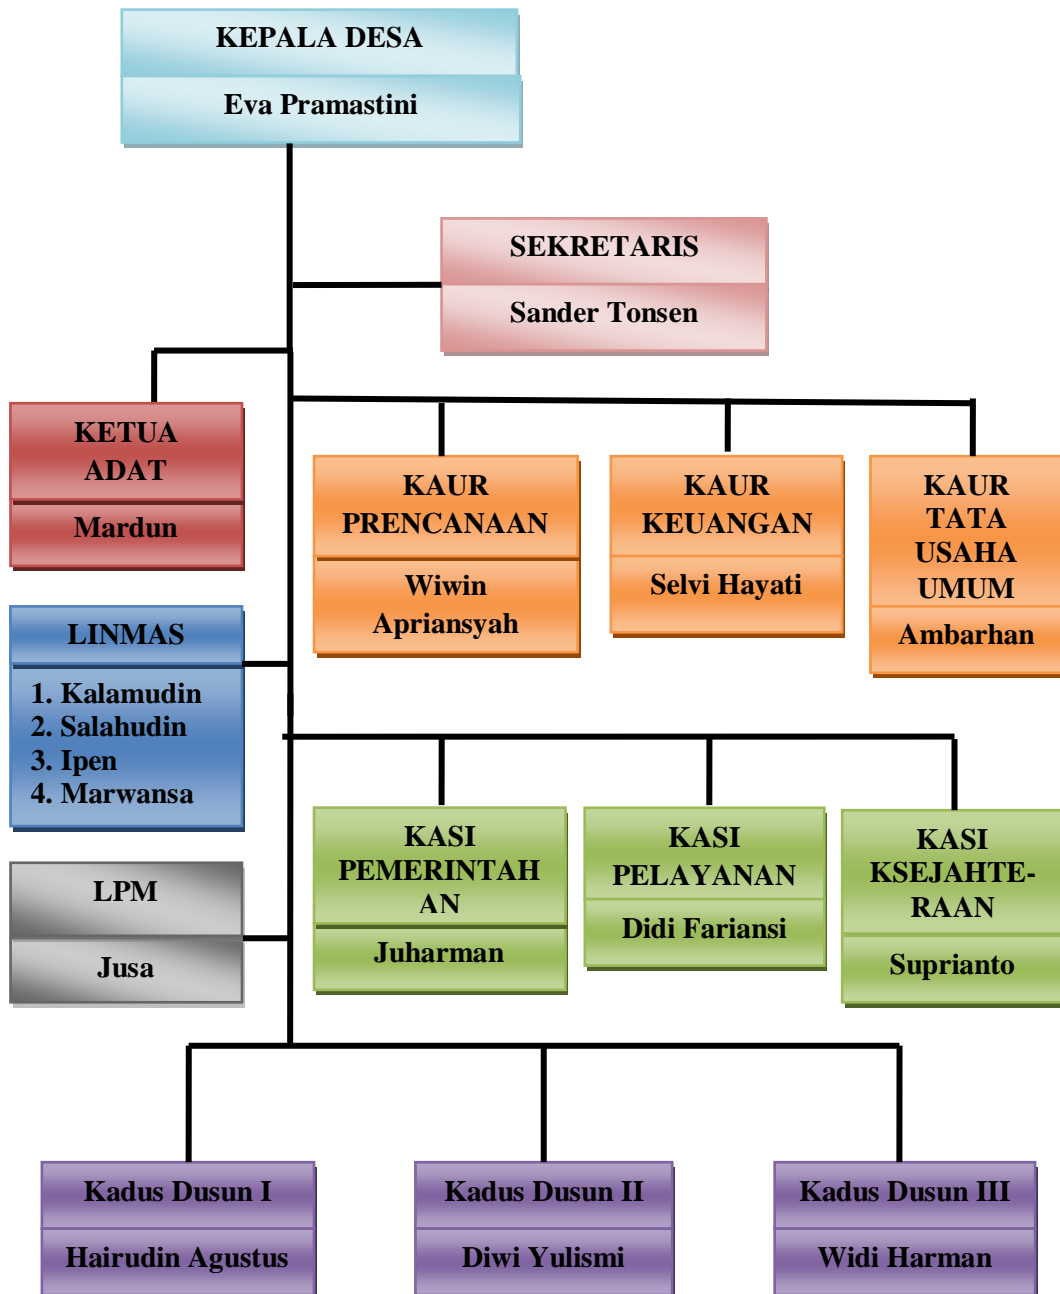 KEPALA DESA
Eva Pramastini
SEKRETARIS
Sander Tonsen
KETUA
ADAT
Mardun
KAUR
PRENCANAAN
Wiwin
Apriansyah
KAUR
KEUANGAN
Selvi Hayati
KAUR
TATA
USAHA
UMUM
Ambarhan
LINMAS
1. Kalamudin
2. Salahudin
3. Ipen
4. Marwansa
KASI
PEMERINTAH
AN
Juharman
KASI
PELAYANAN
Didi Fariansi
KASI
KSEJAHTE-
RAAN
Suprianto
LPM
Jusa
Kadus Dusun I
Hairudin Agustus
Kadus Dusun II
Diwi Yulismi
Kadus Dusun III
Widi Harman